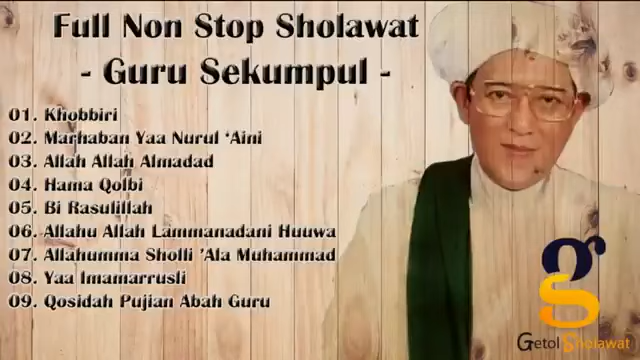 Full Non Stop Sholawat
- Guru Sekumpul -
01. Khobbiri
02. Marhaban Yaa Nurul ‘Aini
03. Allah Allah Almadad
04. Hama Qolbi
05. Bi Rasulillah
06. Allahu Allah Lammanadani Huuwa
07. Allahumma Sholli ’Ala Muhammad
08. Yaa Imamarrusli
09. Qosidah Pujian Abah Guru
gS
Getol Sholawat